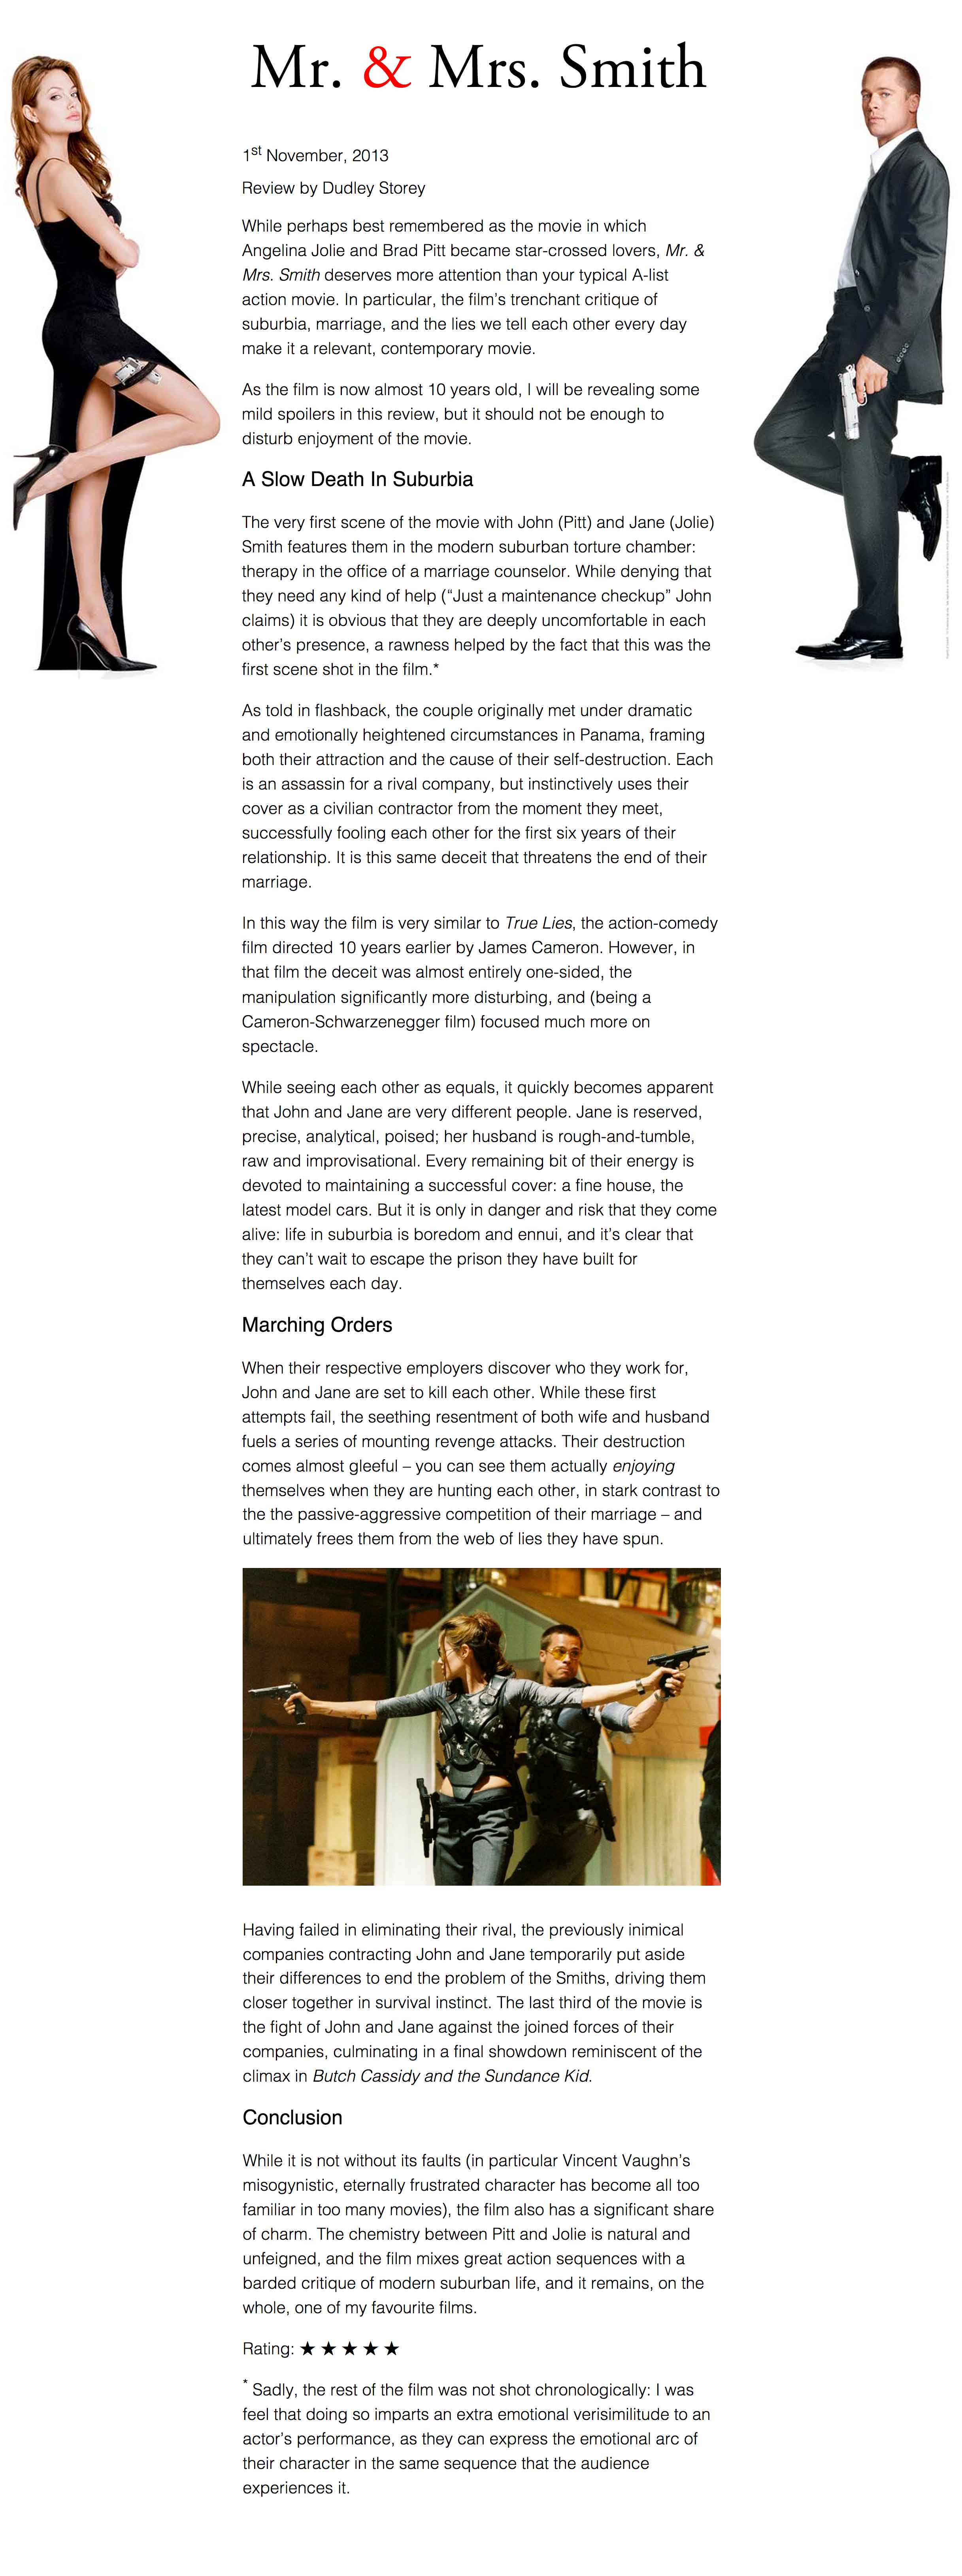 Mr. & Mrs. Smith
1st November, 2013
Review by Dudley Storey
While perhaps best remembered as the movie in which
Angelina Jolie and Brad Pitt became star-crossed lovers, Mr. &
Mrs. Smith deserves more attention than your typical A-list
action movie. In particular, the film’s trenchant critique of
suburbia, marriage, and the lies we tell each other every day
make it a relevant, contemporary movie.
As the film is now almost 10 years old, I will be revealing some
mild spoilers in this review, but it should not be enough to
disturb enjoyment of the movie.
A Slow Death In Suburbia
The very first scene of the movie with John (Pitt) and Jane (Jolie)
Smith features them in the modern suburban torture chamber:
therapy in the office of a marriage counselor. While denying that
they need any kind of help (“Just a maintenance checkup” John
claims) it is obvious that they are deeply uncomfortable in each
other’s presence, a rawness helped by the fact that this was the
first scene shot in the film.*
As told in flashback, the couple originally met under dramatic
and emotionally heightened circumstances in Panama, framing
both their attraction and the cause of their self-destruction. Each
is an assassin for a rival company, but instinctively uses their
cover as a civilian contractor from the moment they meet,
successfully fooling each other for the first six years of their
relationship. It is this same deceit that threatens the end of their
marriage.
In this way the film is very similar to True Lies, the action-comedy
film directed 10 years earlier by James Cameron. However, in
that film the deceit was almost entirely one-sided, the
manipulation significantly more disturbing, and (being a
Cameron-Schwarzenegger film) focused much more on
spectacle.
While seeing each other as equals, it quickly becomes apparent
that John and Jane are very different people. Jane is reserved,
precise, analytical, poised; her husband is rough-and-tumble,
raw and improvisational. Every remaining bit of their energy is
devoted to maintaining a successful cover: a fine house, the
latest model cars. But it is only in danger and risk that they come
alive: life in suburbia is boredom and ennui, and it’s clear that
they can’t wait to escape the prison they have built for
themselves each day.
Marching Orders
When their respective employers discover who they work for,
John and Jane are set to kill each other. While these first
attempts fail, the seething resentment of both wife and husband
fuels a series of mounting revenge attacks. Their destruction
comes almost gleeful – you can see them actually enjoying
themselves when they are hunting each other, in stark contrast to
the the passive-aggressive competition of their marriage – and
ultimately frees them from the web of lies they have spun.
Having failed in eliminating their rival, the previously inimical
companies contracting John and Jane temporarily put aside
their differences to end the problem of the Smiths, driving them
closer together in survival instinct. The last third of the movie is
the fight of John and Jane against the joined forces of their
companies, culminating in a final showdown reminiscent of the
climax in Butch Cassidy and the Sundance Kid.
Conclusion
While it is not without its faults (in particular Vincent Vaughn’s
misogynistic, eternally frustrated character has become all too
familiar in too many movies), the film also has a significant share
of charm. The chemistry between Pitt and Jolie is natural and
unfeigned, and the film mixes great action sequences with a
barded critique of modern suburban life, and it remains, on the
whole, one of my favourite films.
Rating: ★ ★ ★ ★ ★
* Sadly, the rest of the film was not shot chronologically: I was
feel that doing so imparts an extra emotional verisimilitude to an
actor’s performance, as they can express the emotional arc of
their character in the same sequence that the audience
experiences it.